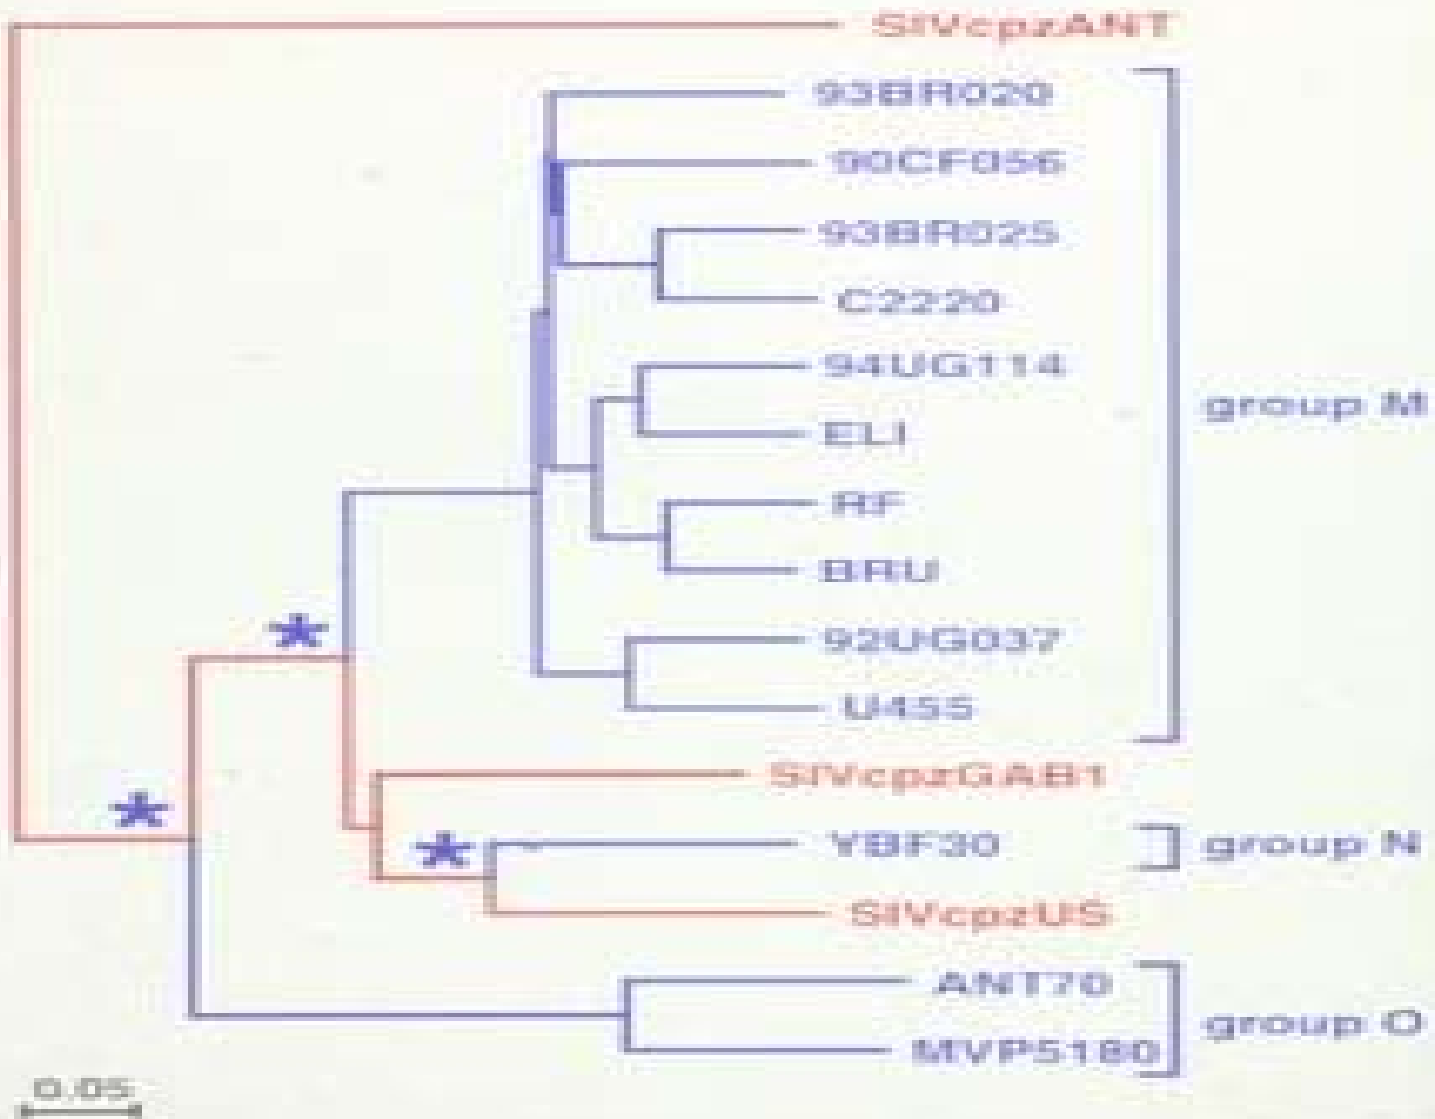 SIVcpzANT
93BR020
90CF056
93BR025
C2220
94UG114
group M
ELI
RF
BRU
92UG037
U455
SIVcpzGAB1
YBF30
group N
SIVcpzUS
ANT70
group O
MVP5180
0.05